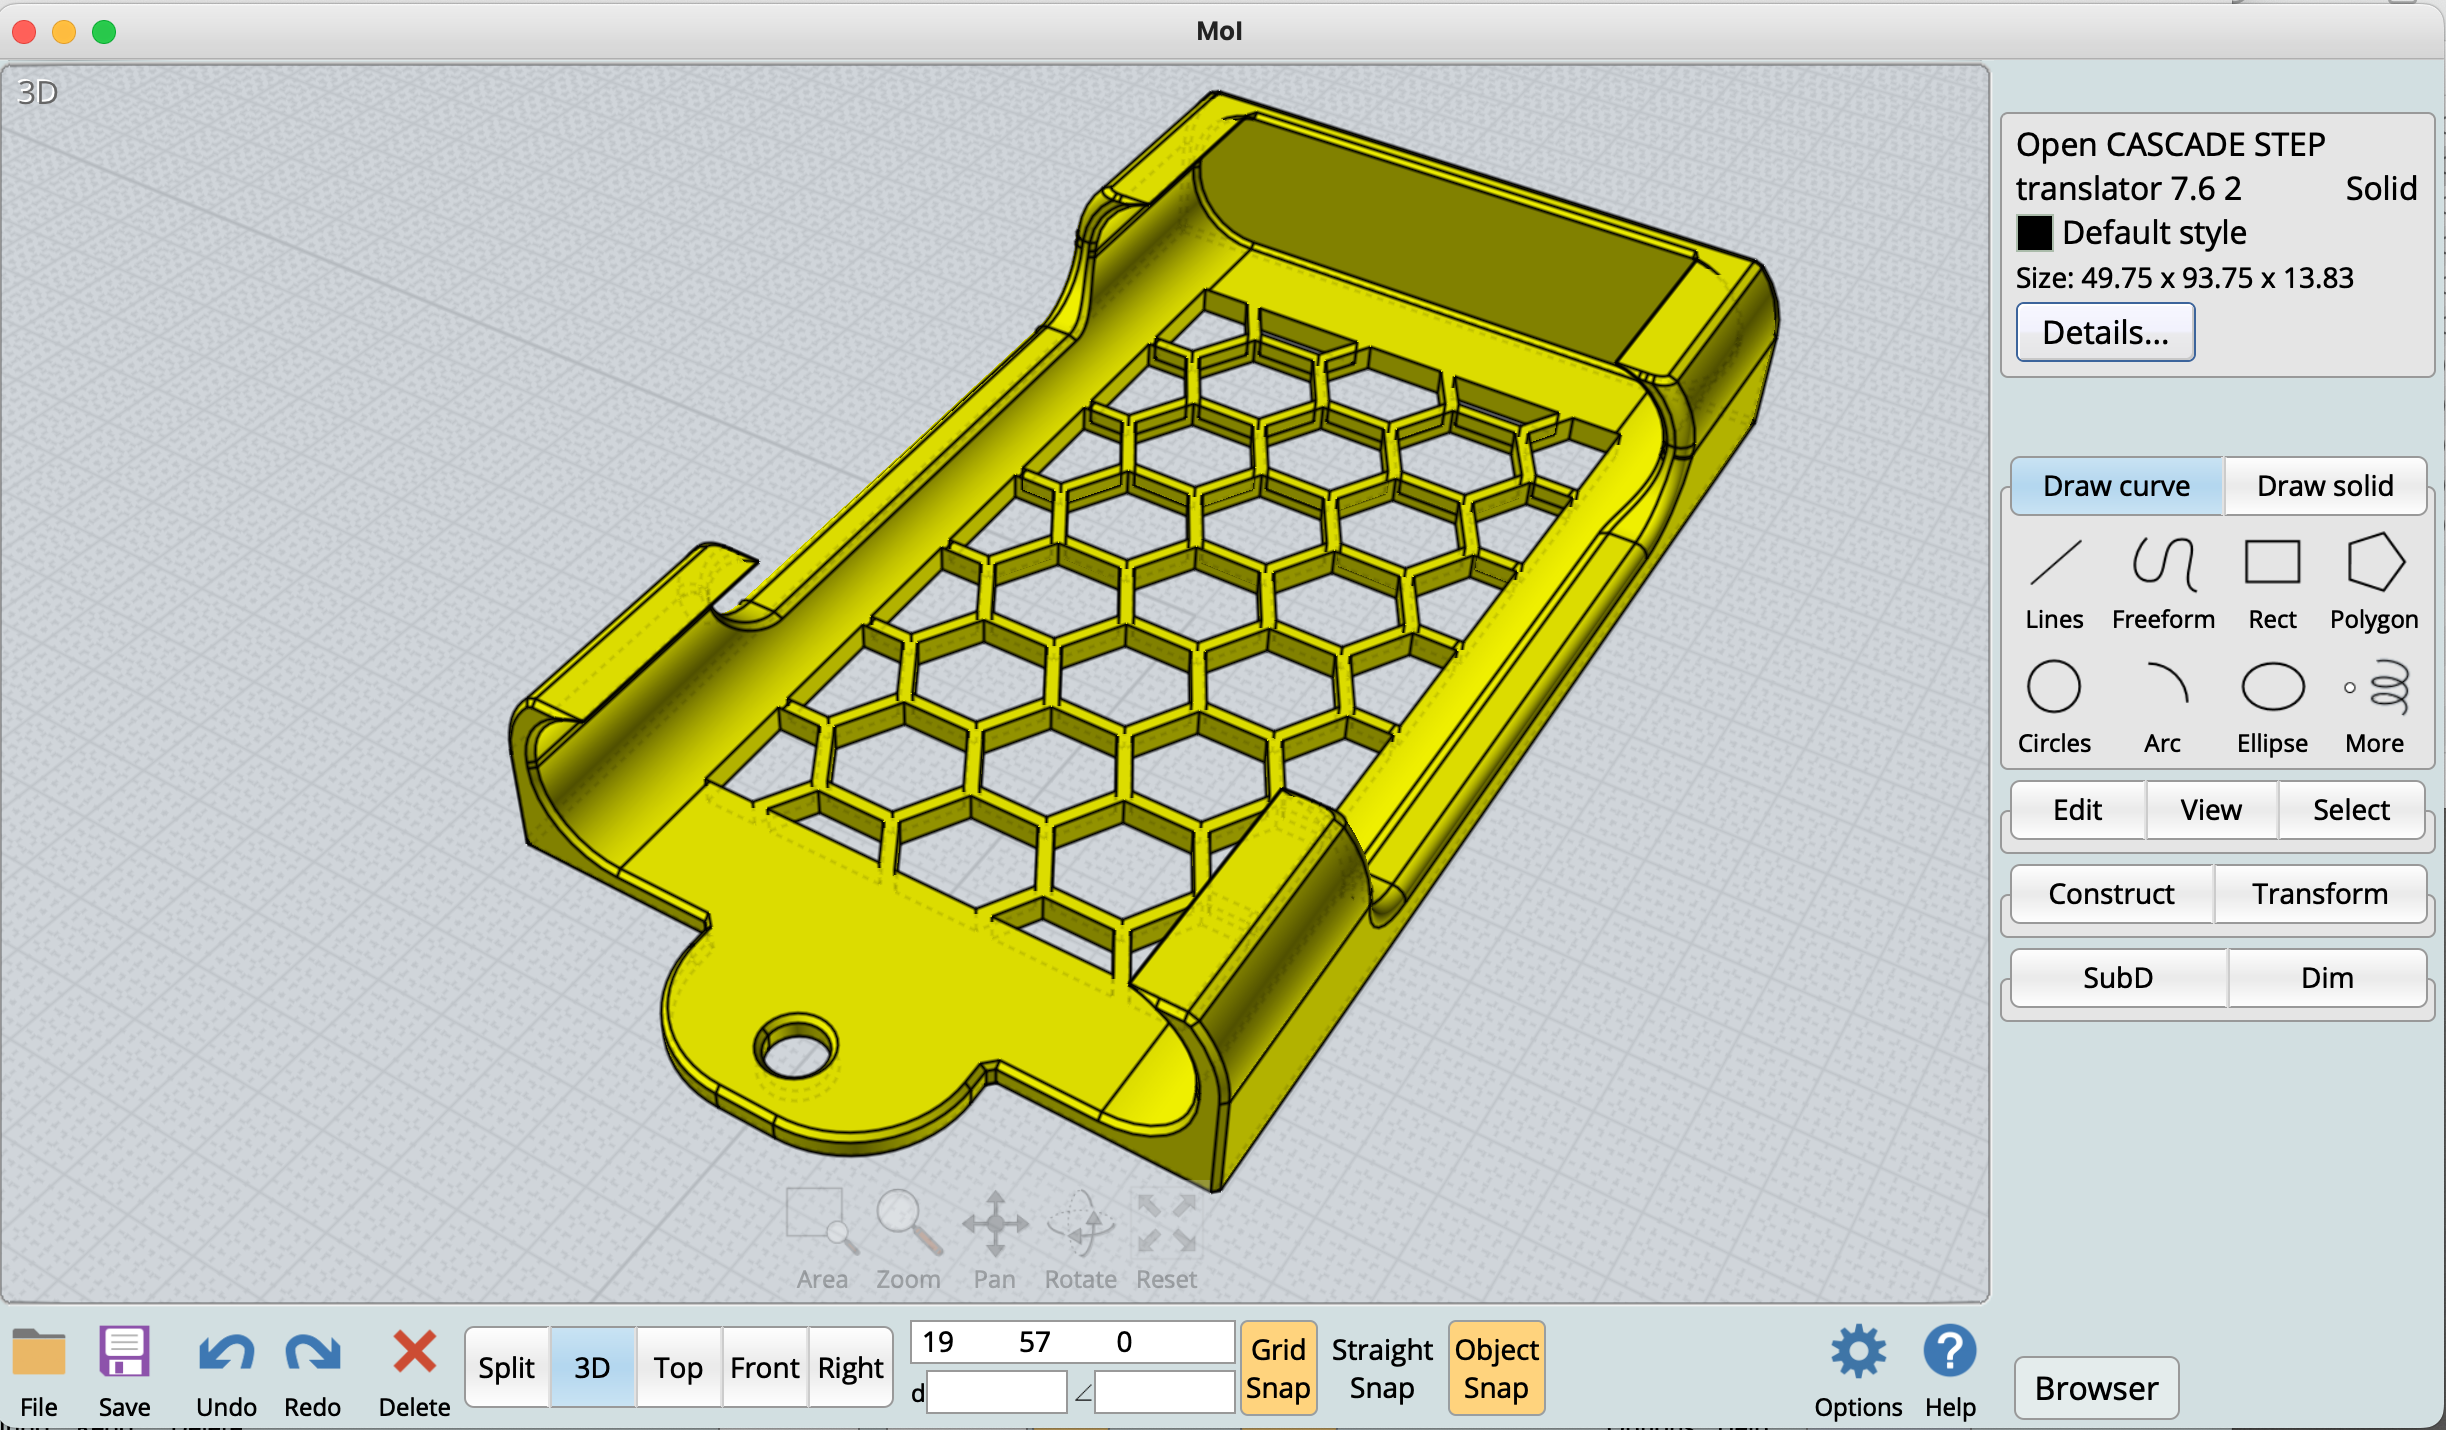 MoI
3D
Open CASCADE STEP
translator 7.6 2 Solid
Default style
Size: 49.75 x 93.75 x 13.83
Details...
Draw curve Draw solid
Lines Freeform Rect Polygon
Circles Arc Ellipse More
Edit View Select
Construct Transform
SubD Dim
Area Zoom Pan Rotate Reset
File Save Undo Redo Delete
Split 3D Top Front Right
19 57 0
d ∠
Grid
Snap
Straight
Snap
Object
Snap
Options Help
Browser